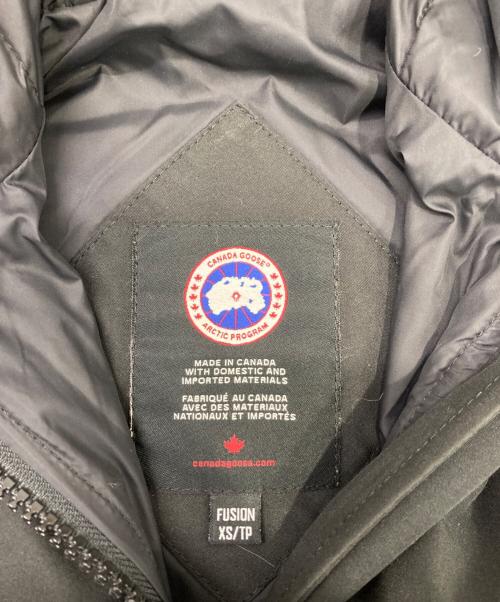 CANADA GOOSE®
ARCTIC PROGRAM
MADE IN CANADA
WITH DOMESTIC AND
IMPORTED MATERIALS
FABRIQUÉ AU CANADA
AVEC DES MATERIAUX
NATIONAUX ET IMPORTÉS
canadagoose.com
FUSION
XS/TP